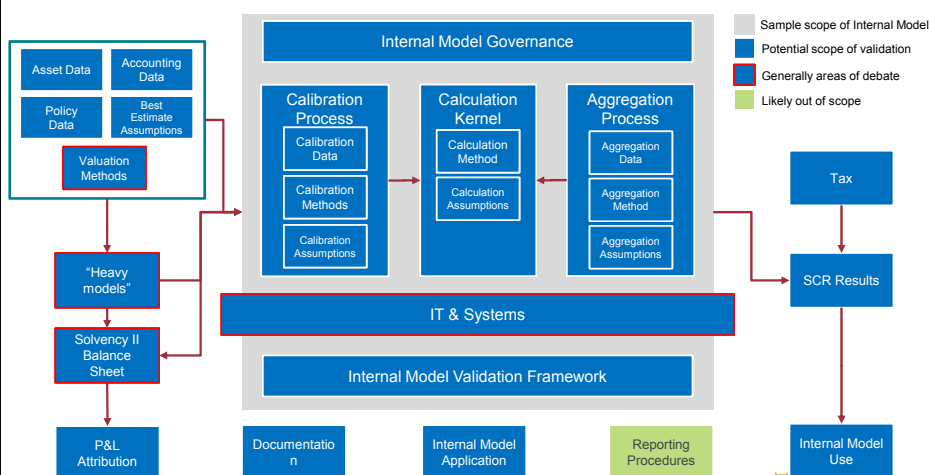 Sample scope of Internal Model
Potential scope of validation
Generally areas of debate
Likely out of scope
Internal Model Governance
Asset Data
Accounting
Data
Policy
Data
Best
Estimate
Assumptions
Valuation
Methods
Calibration
Process
Calibration
Data
Calibration
Methods
Calibration
Assumptions
Calculation
Kernel
Calculation
Method
Calculation
Assumptions
Aggregation
Process
Aggregation
Data
Aggregation
Method
Aggregation
Assumptions
Tax
"Heavy
models"
SCR Results
IT & Systems
Solvency II
Balance
Sheet
Internal Model Validation Framework
P&L
Attribution
Documentatio
n
Internal Model
Application
Reporting
Procedures
Internal Model
Use